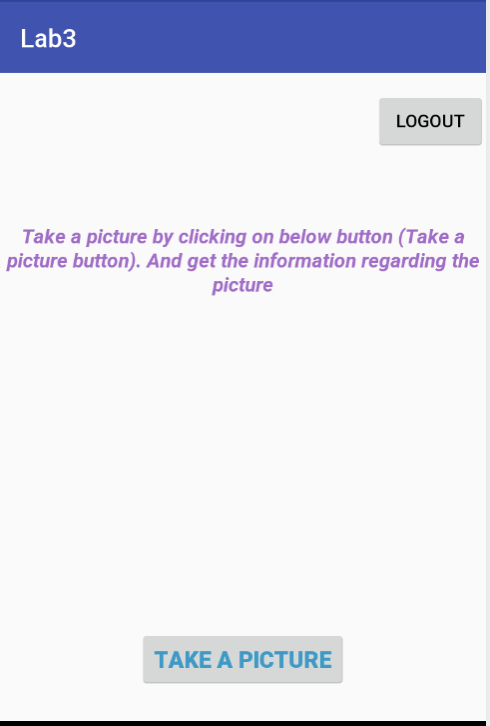 Lab3
LOGOUT
Take a picture by clicking on below button (Take a
picture button). And get the information regarding the
picture
TAKE A PICTURE